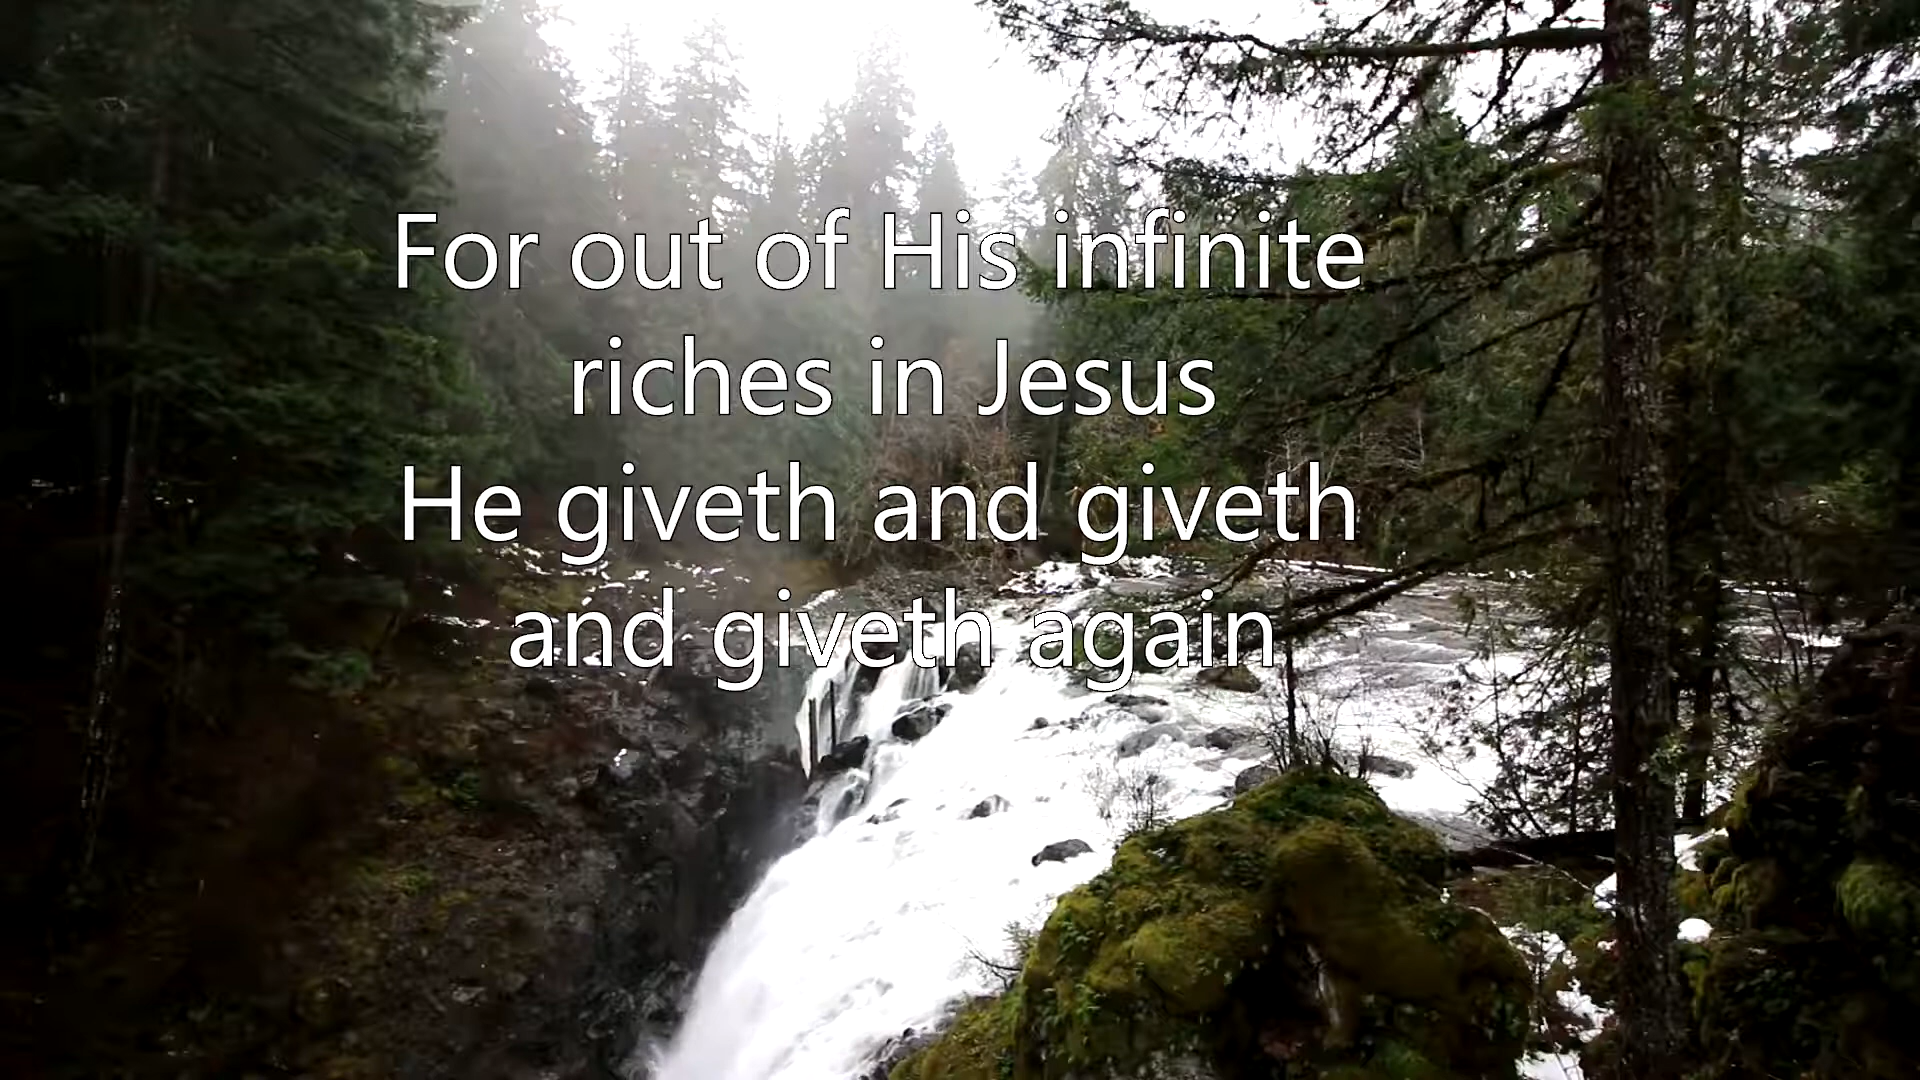 For out of His infinite
riches in Jesus
He giveth and giveth
and giveth again